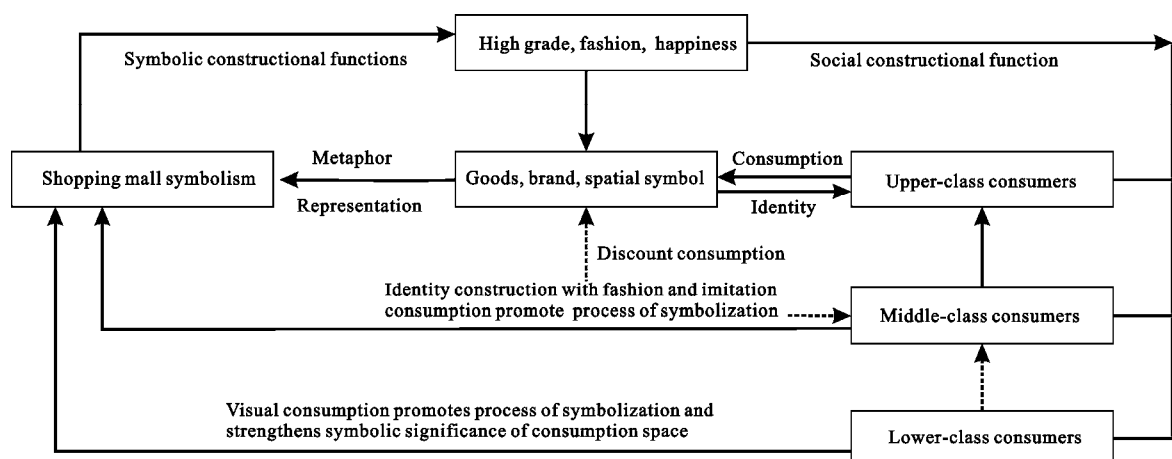 High grade, fashion, happiness
Symbolic constructional functions
Social constructional function
Metaphor
Consumption
Shopping mall symbolism
Goods, brand, spatial symbol
Upper-class consumers
Representation
Identity
Discount consumption
Identity construction with fashion and imitation
consumption promote process of symbolization
Middle-class consumers
Visual consumption promotes process of symbolization and
strengthens symbolic significance of consumption space
Lower-class consumers